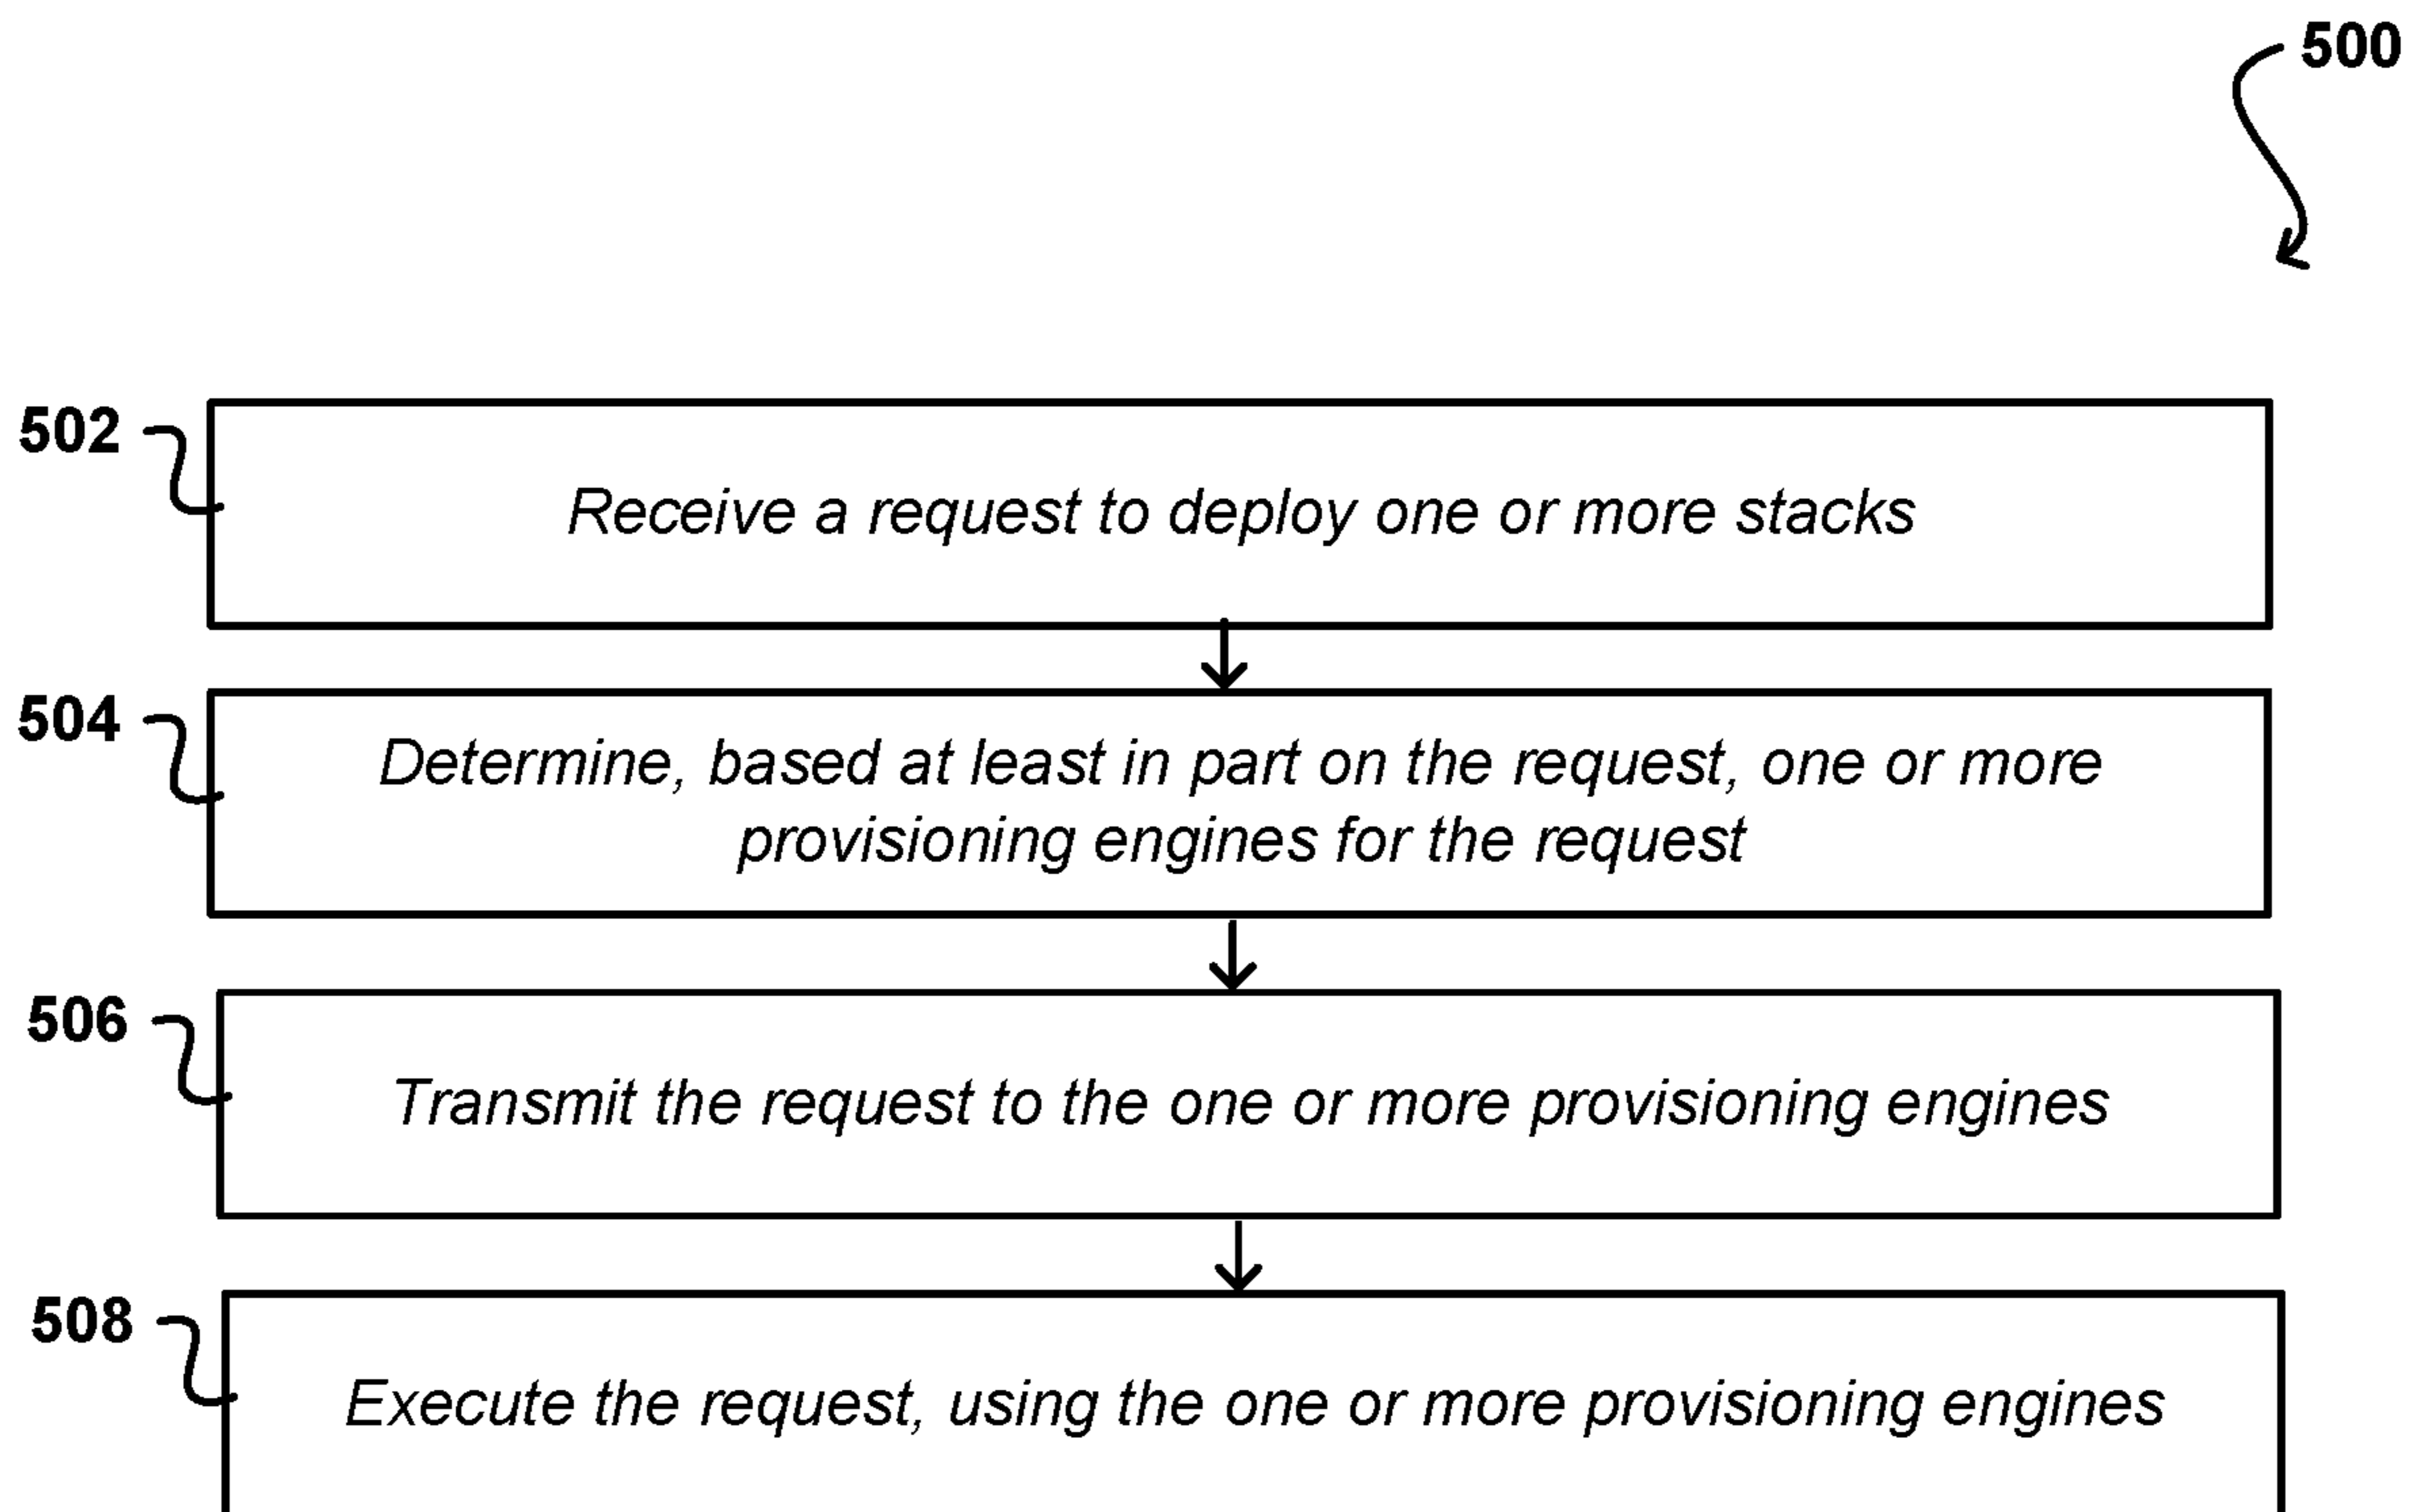 500
502
Receive a request to deploy one or more stacks
504
Determine, based at least in part on the request, one or more
provisioning engines for the request
506
Transmit the request to the one or more provisioning engines
508
Execute the request, using the one or more provisioning engines